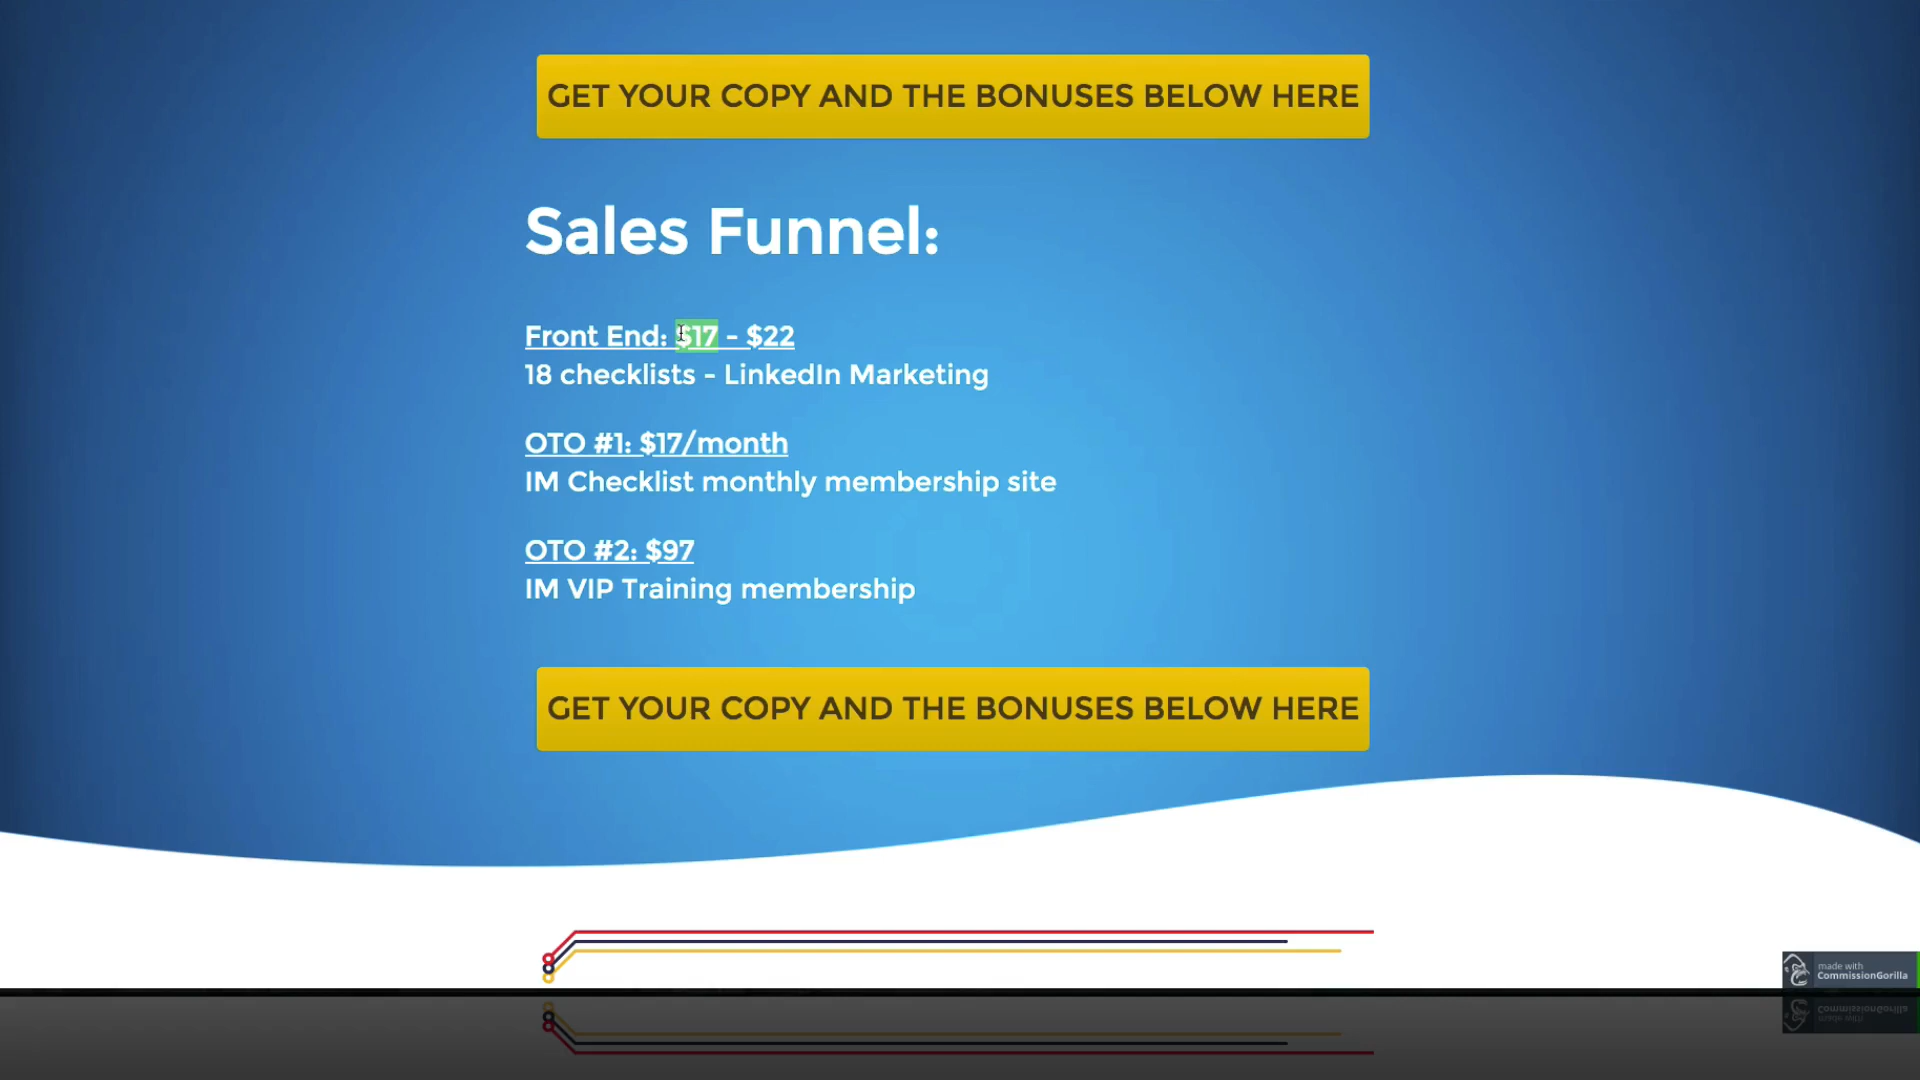 GET YOUR COPY AND THE BONUSES BELOW HERE
Sales Funnel:
Front End: $17 - $22
18 checklists - LinkedIn Marketing
OTO #1: $17/month
IM Checklist monthly membership site
OTO #2: $97
IM VIP Training membership
GET YOUR COPY AND THE BONUSES BELOW HERE
made with
CommissionGorilla